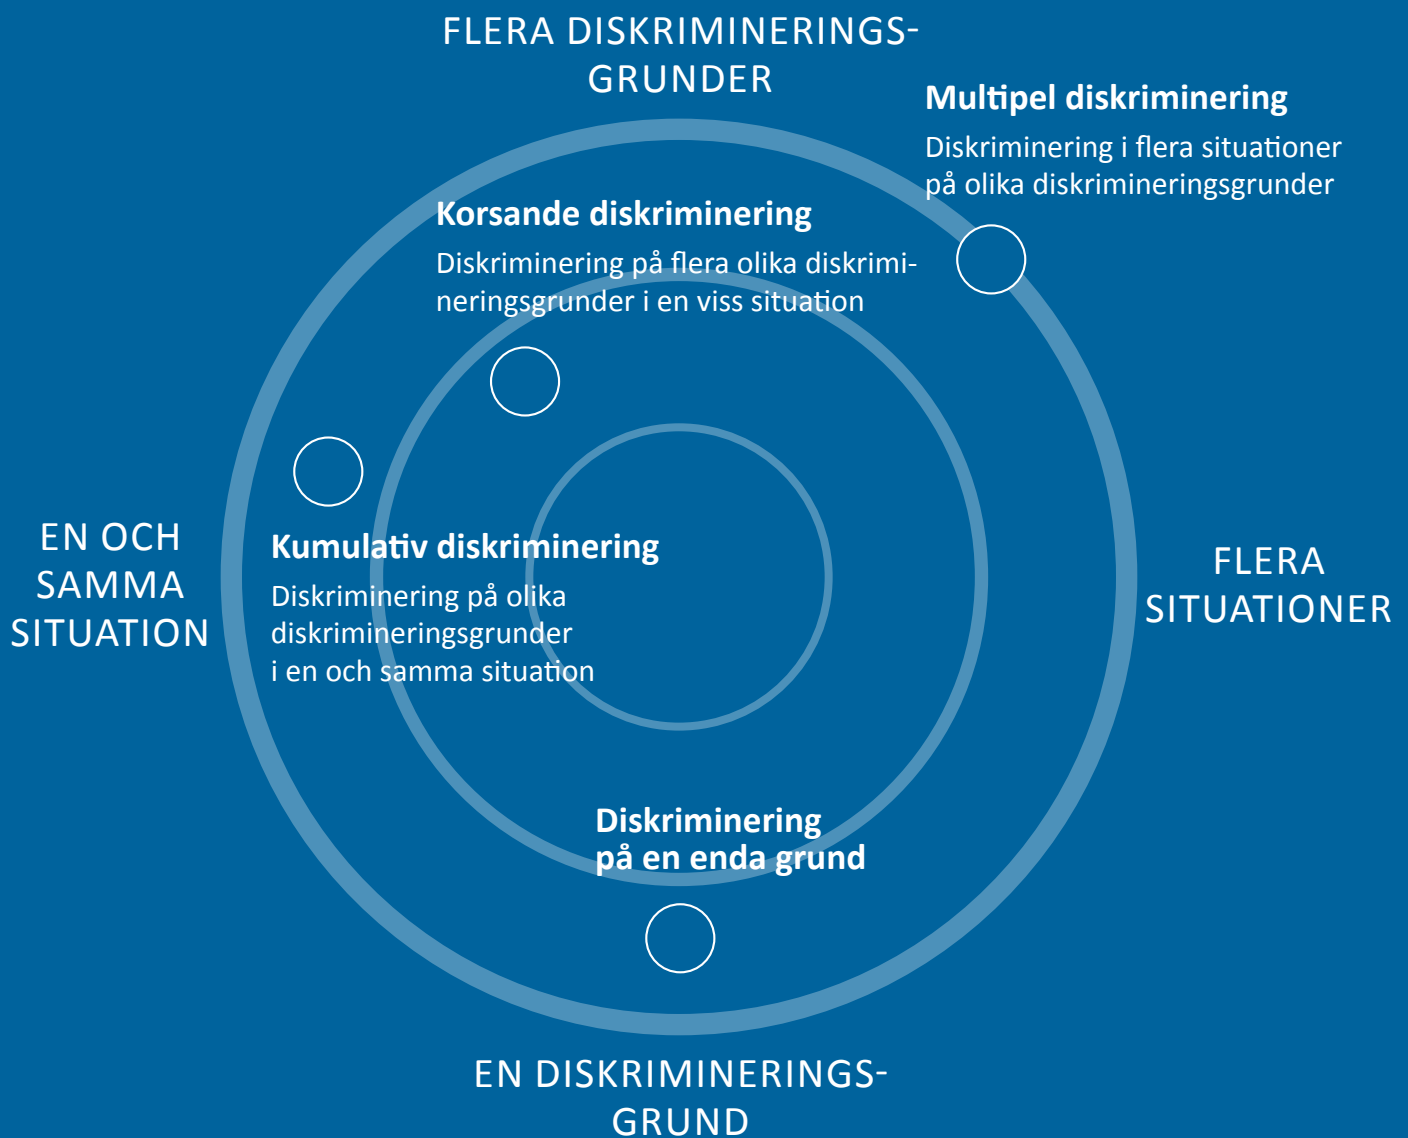 FLERA DISKRIMINERINGS-
GRUNDER
Multipel diskriminering
Diskriminering i flera situationer
på olika diskrimineringsgrunder
Korsande diskriminering
Diskriminering på flera olika diskrimi-
neringsgrunder i en viss situation
EN OCH
SAMMA
SITUATION
Kumulativ diskriminering
Diskriminering på olika
diskrimineringsgrunder
i en och samma situation
FLERA
SITUATIONER
Diskriminering
på en enda grund
EN DISKRIMINERINGS-
GRUND